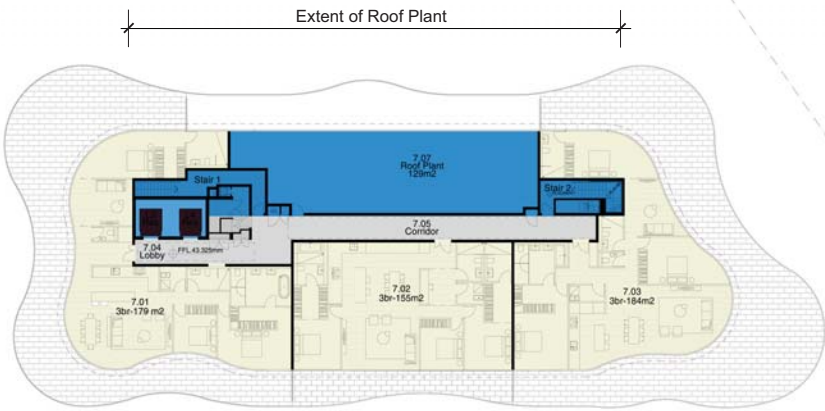 Extent of Roof Plant
7.07
Roof Plant
129m2
Stair 1
Stair 2
7.05
Corridor
7.04
Lobby
FFL.43.325mm
7.01
3br-179 m2
7.02
3br-155m2
7.03
3br-184m2